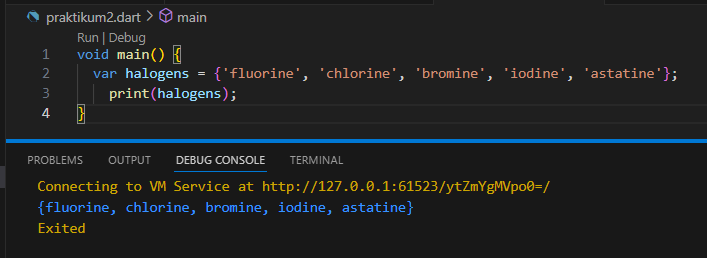 praktikum2.dart > main
Run | Debug
1 void main() {
2 var halogens = {'fluorine', 'chlorine', 'bromine', 'iodine', 'astatine'};
3 print(halogens);
4 }
PROBLEMS OUTPUT DEBUG CONSOLE TERMINAL
Connecting to VM Service at http://127.0.0.1:61523/ytZmYgMVpo0=/
{fluorine, chlorine, bromine, iodine, astatine}
Exited